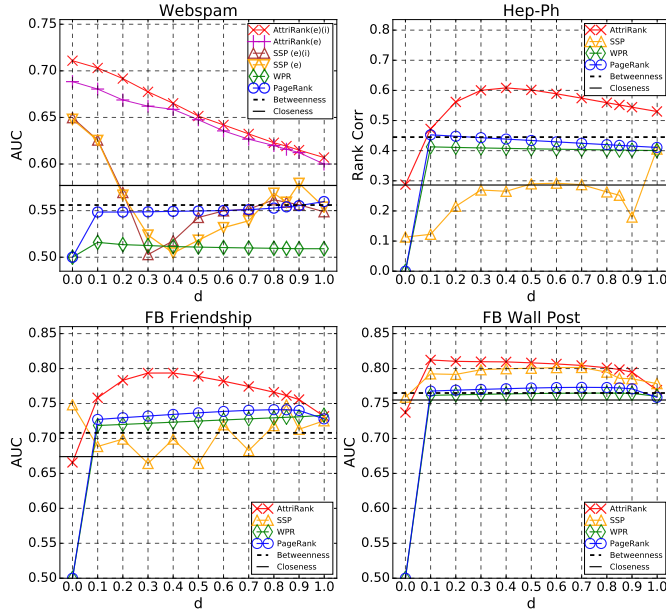 Webspam
0.75
0.70
0.65
0.60
0.55
0.50
AUC
0.0 0.1 0.2 0.3 0.4 0.5 0.6 0.7 0.8 0.9 1.0
d
AttriRank(e)(i)
AttriRank(e)
SSP (e)(i)
SSP (e)
WPR
PageRank
Betweenness
Closeness
Hep-Ph
0.8
0.7
0.6
0.5
0.4
0.3
0.2
0.1
0.0
Rank Corr
0.0 0.1 0.2 0.3 0.4 0.5 0.6 0.7 0.8 0.9 1.0
d
AttriRank
SSP
WPR
PageRank
Betweenness
Closeness
FB Friendship
0.85
0.80
0.75
0.70
0.65
0.60
0.55
0.50
AUC
0.0 0.1 0.2 0.3 0.4 0.5 0.6 0.7 0.8 0.9 1.0
d
AttriRank
SSP
WPR
PageRank
Betweenness
Closeness
FB Wall Post
0.85
0.80
0.75
0.70
0.65
0.60
0.55
0.50
AUC
0.0 0.1 0.2 0.3 0.4 0.5 0.6 0.7 0.8 0.9 1.0
d
AttriRank
SSP
WPR
PageRank
Betweenness
Closeness